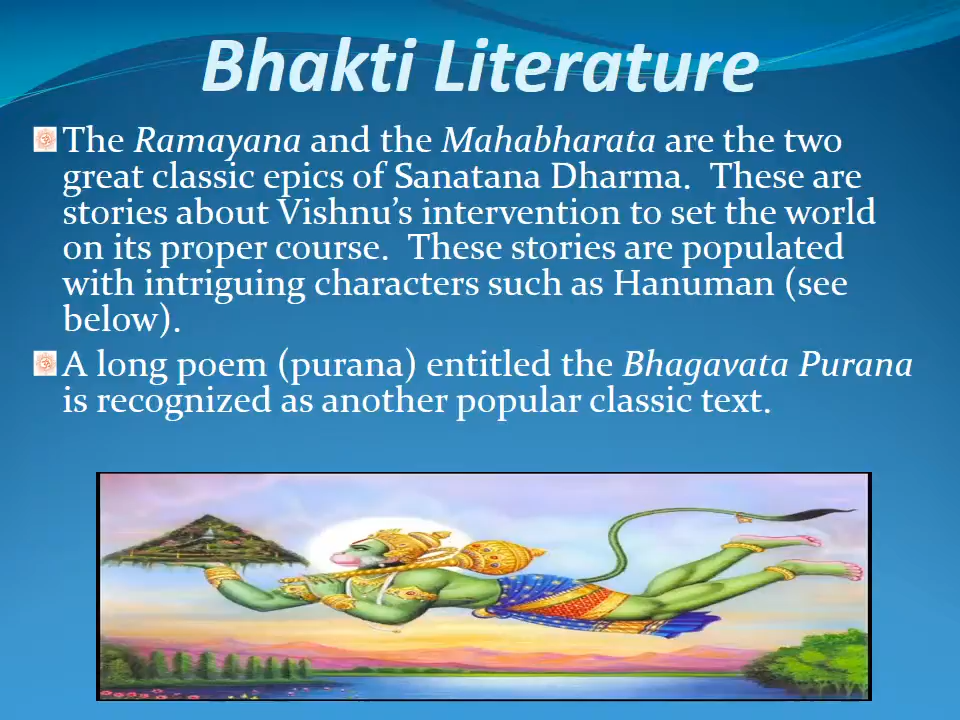 Bhakti Literature
The Ramayana and the Mahabharata are the two
great classic epics of Sanatana Dharma.  These are
stories about Vishnu’s intervention to set the world
on its proper course.  These stories are populated
with intriguing characters such as Hanuman (see
below).
A long poem (purana) entitled the Bhagavata Purana
is recognized as another popular classic text.